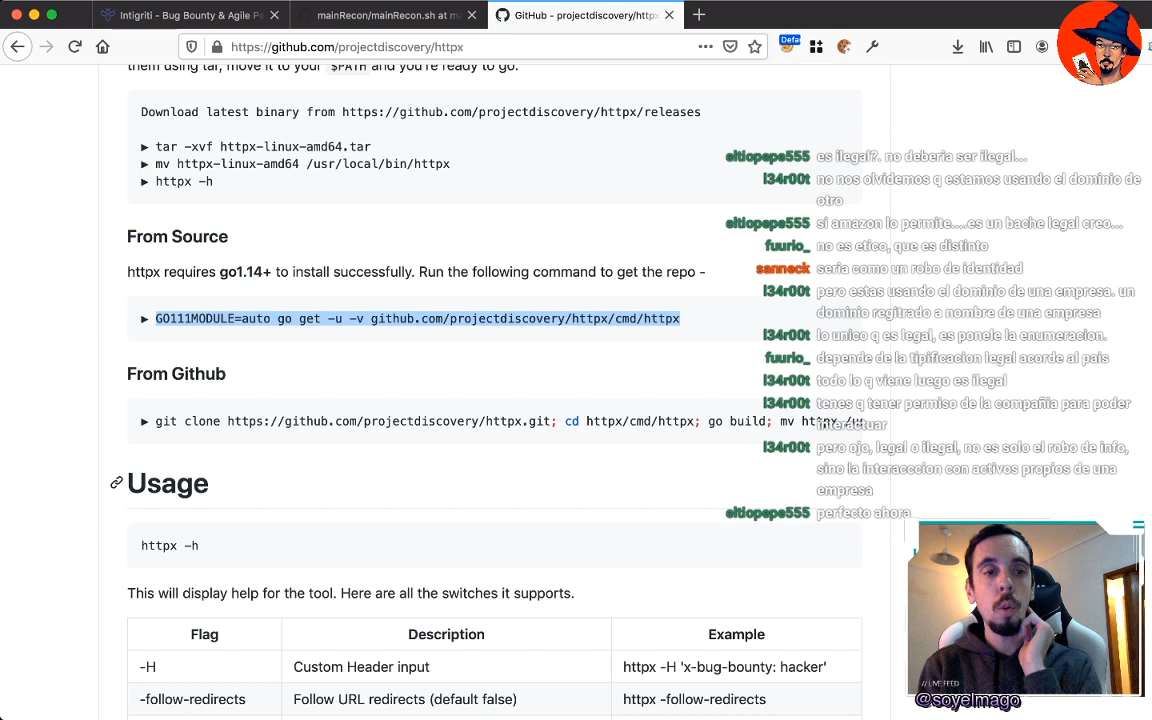 Intigriti - Bug Bounty & Agile Pe
mainRecon/mainRecon.sh at ma
GitHub - projectdiscovery/httpx
https://github.com/projectdiscovery/httpx
Defa
them using tar, move it to your $PATH and you're ready to go.
Download latest binary from https://github.com/projectdiscovery/httpx/releases
▶ tar -xvf httpx-linux-amd64.tar
▶ mv httpx-linux-amd64 /usr/local/bin/httpx
▶ httpx -h
From Source
httpx requires go1.14+ to install successfully. Run the following command to get the repo -
▶ GO111MODULE=auto go get -u -v github.com/projectdiscovery/httpx/cmd/httpx
From Github
▶ git clone https://github.com/projectdiscovery/httpx.git; cd httpx/cmd/httpx; go build; mv httpx
Usage
httpx -h
This will display help for the tool. Here are all the switches it supports.
Flag Description Example
-H Custom Header input httpx -H 'x-bug-bounty: hacker'
-follow-redirects Follow URL redirects (default false) httpx -follow-redirects
eltiopepe555 es ilegal?. no deberia ser ilegal...
l34r00t no nos olvidemos q estamos usando el dominio de
otro
eltiopepe555 si amazon lo permite....es un bache legal creo...
fuurio_ no es etico, que es distinto
sanneck seria como un robo de identidad
l34r00t pero estas usando el dominio de una empresa. un
dominio regitrado a nombre de una empresa
l34r00t lo unico q es legal, es ponele la enumeracion.
fuurio_ depende de la tipificacion legal acorde al pais
l34r00t todo lo q viene luego es ilegal
l34r00t tenes q tener permiso de la compañia para poder
interactuar
l34r00t pero ojo, legal o ilegal, no es solo el robo de info,
sino la interacecion con activos propios de una
empresa
eltiopepe555 perfecto ahora
// LIVE FEED
@soyelmago